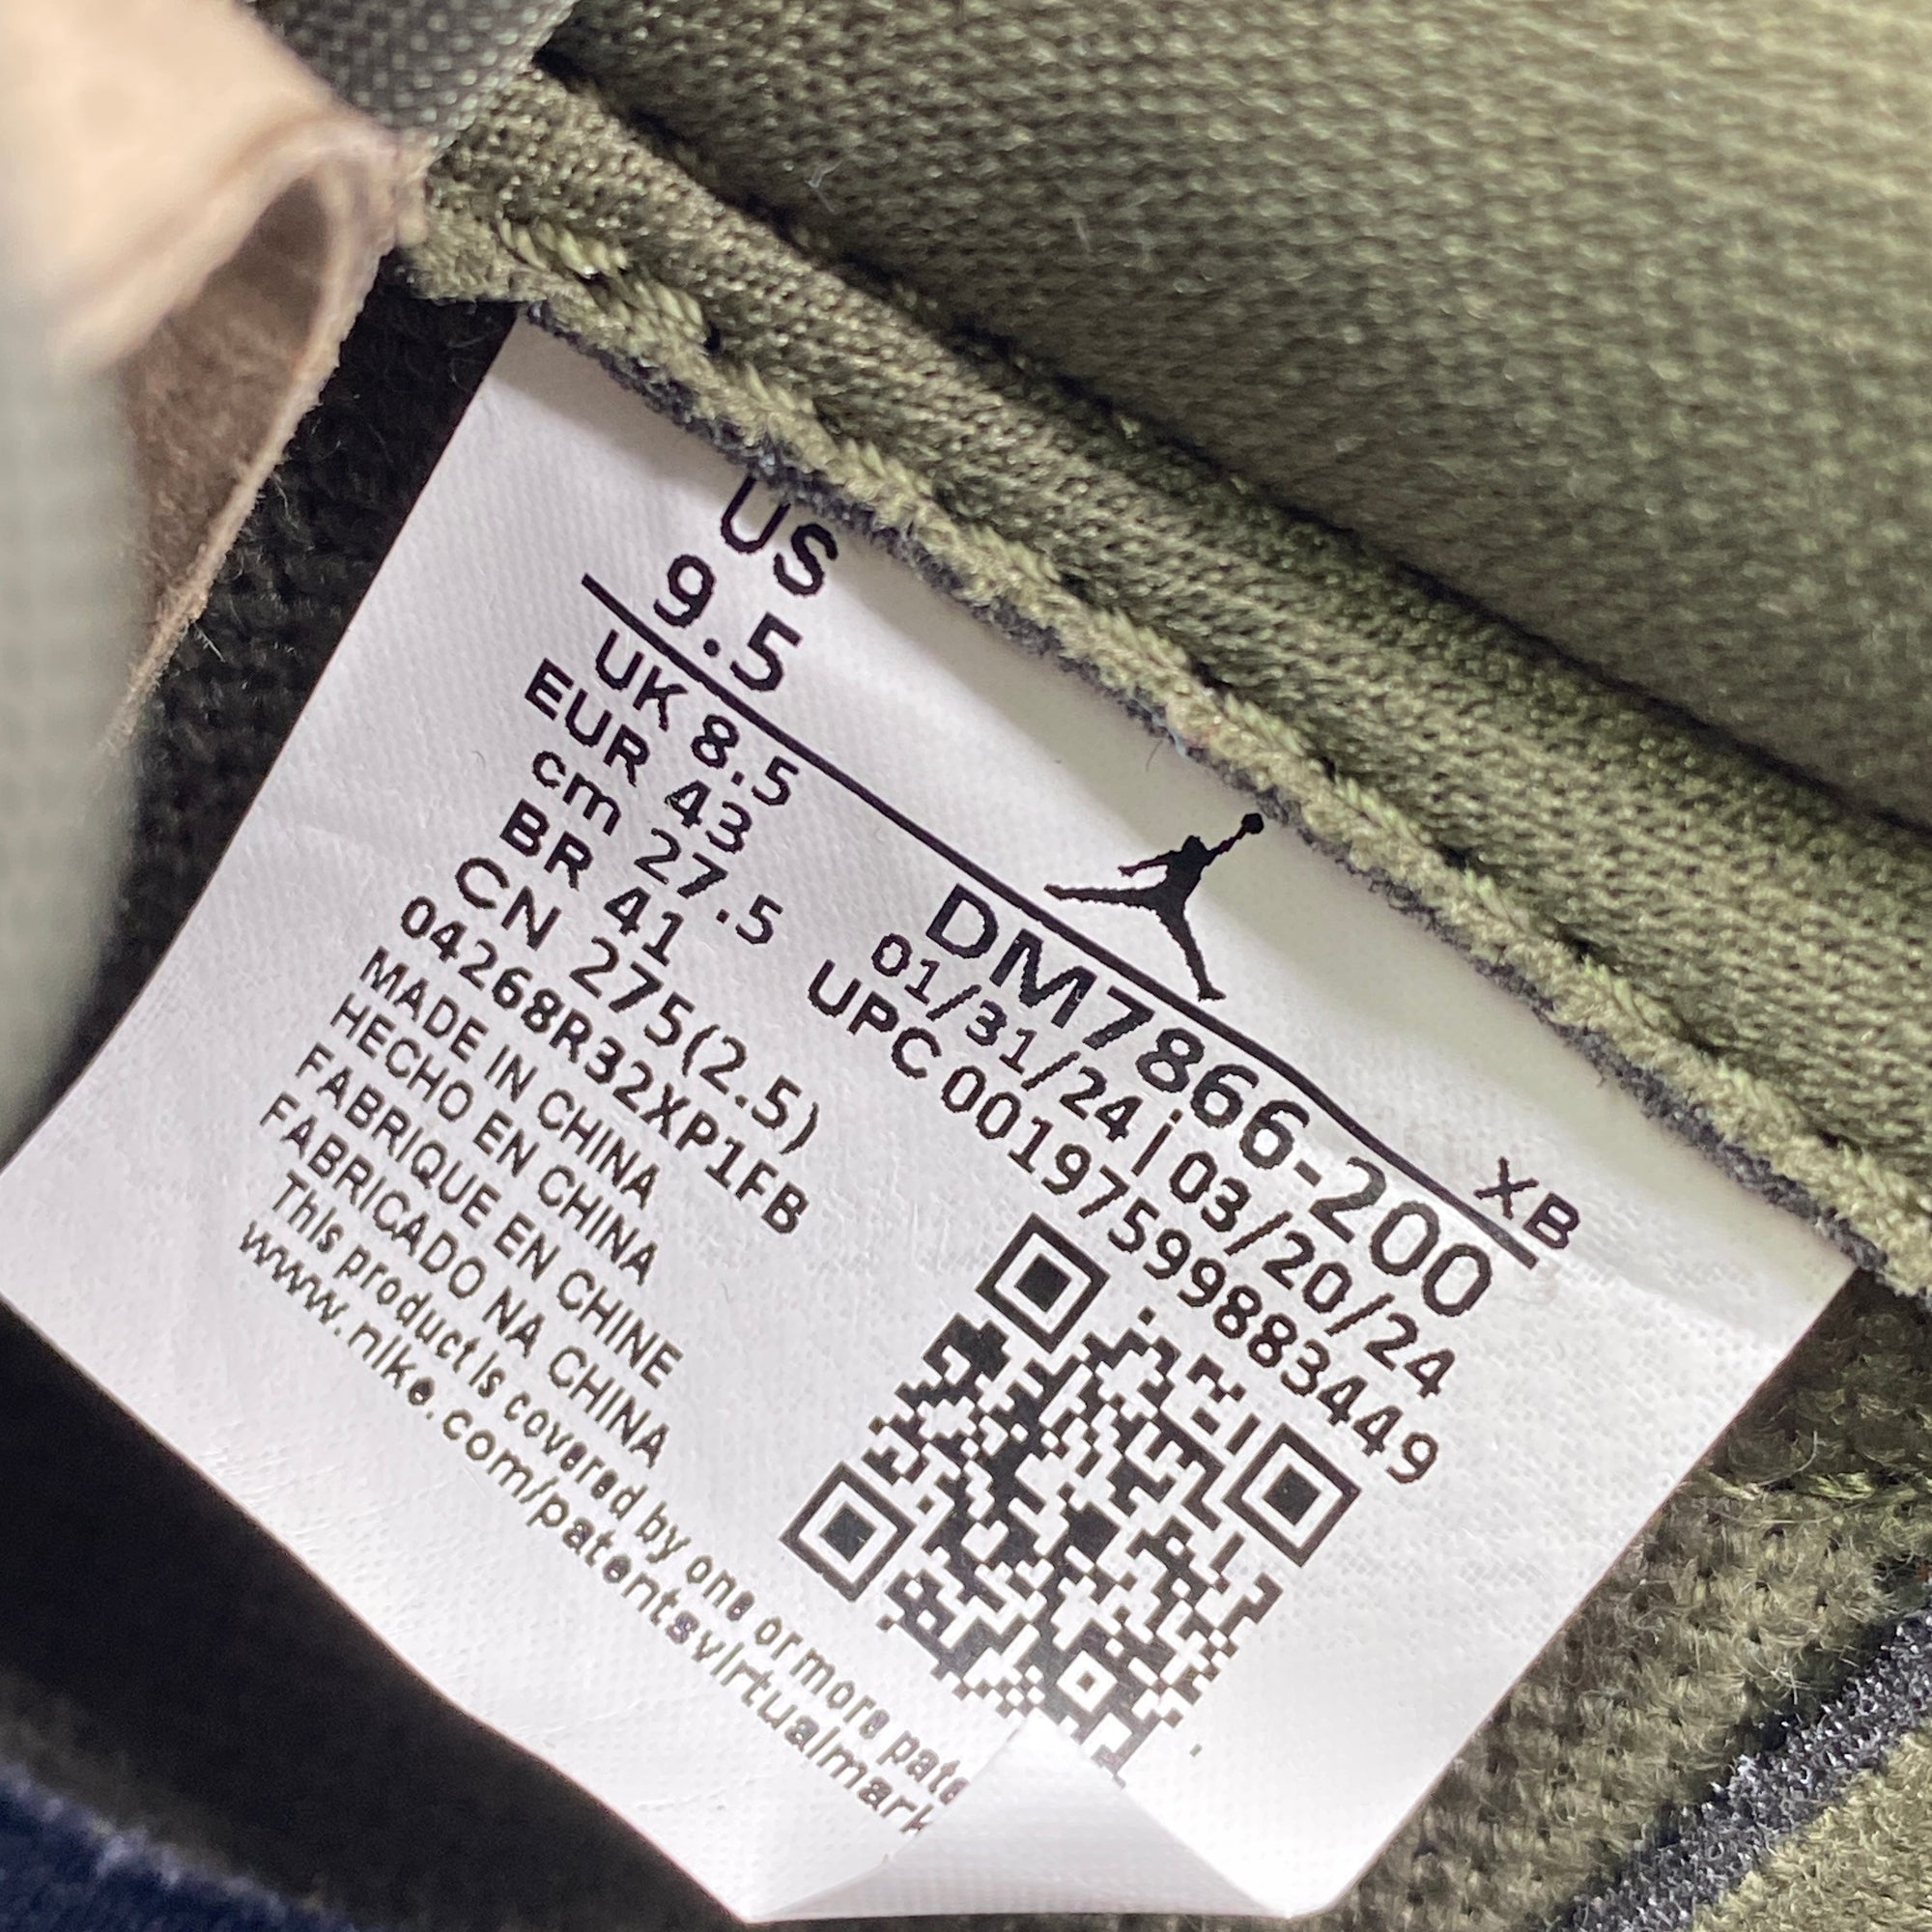 US
9.5
UK 8.5
EUR 43
cm 27.5
BR 41
CN 275(2.5)
04268R32XP1FB
MADE IN CHINA
HECHO EN CHINA
FABRIQUE EN CHINE
FABRICADO NA CHINA
This product is covered by one or more
www.nike.com/patentsvirtualmark
XB
DM7866-200
01/31/24 | 03/20/24
UPC 00197599883449